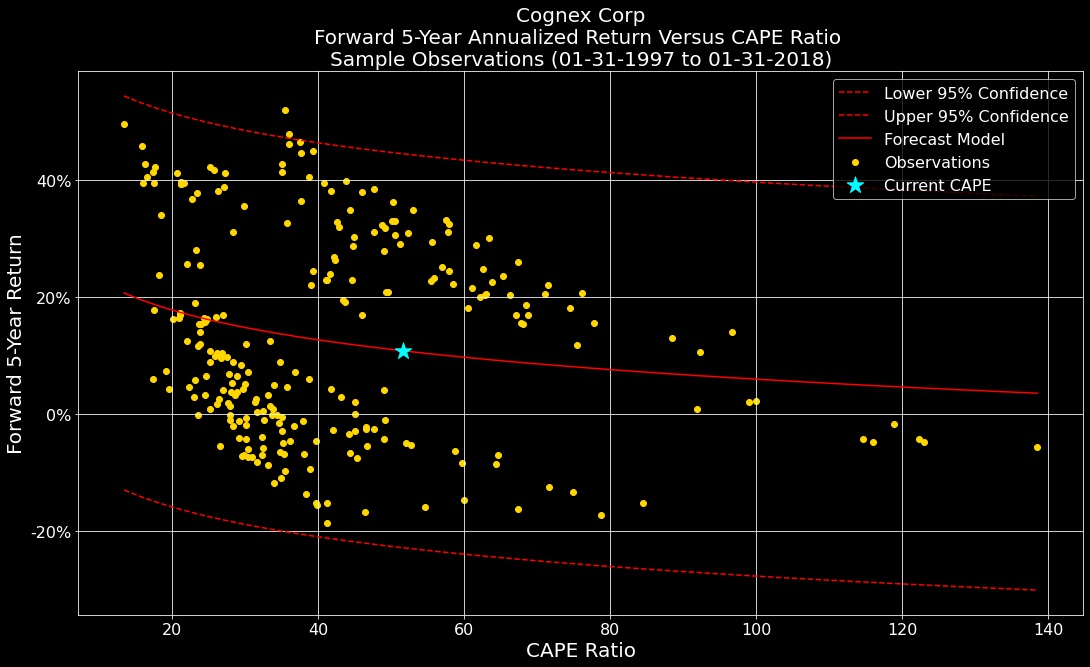 Cognex Corp
Forward 5-Year Annualized Return Versus CAPE Ratio
Sample Observations (01-31-1997 to 01-31-2018)
Lower 95% Confidence
Upper 95% Confidence
Forecast Model
Observations
Current CAPE
Forward 5-Year Return
40%
20%
0%
-20%
20 40 60 80 100 120 140
CAPE Ratio